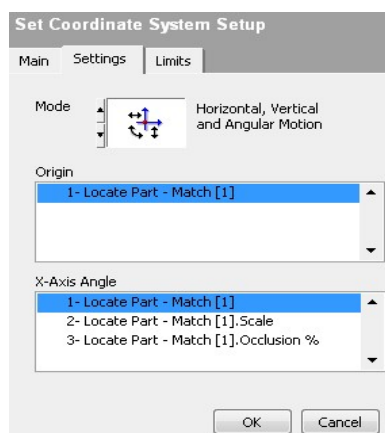 Set Coordinate System Setup
Main Settings Limits
Mode
Horizontal, Vertical
and Angular Motion
Origin
1- Locate Part - Match [1]
X-Axis Angle
1- Locate Part - Match [1]
2- Locate Part - Match [1].Scale
3- Locate Part - Match [1].Occlusion %
OK Cancel